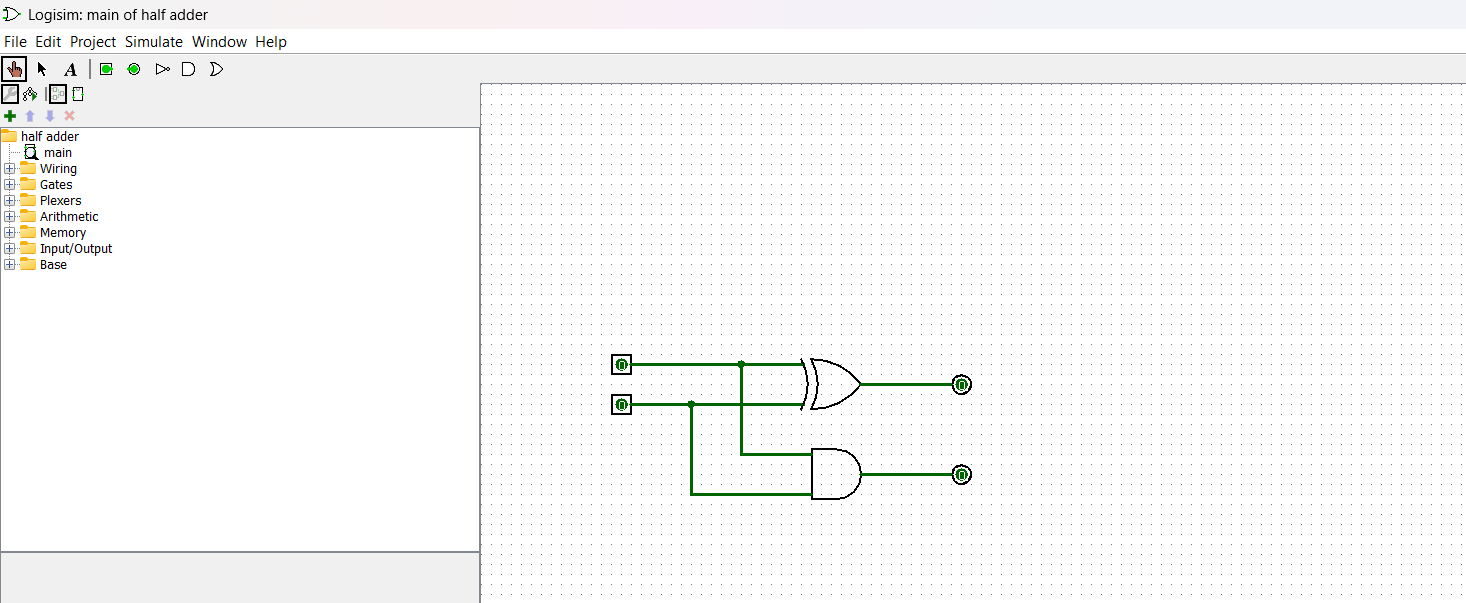 Logisim: main of half adder
File Edit Project Simulate Window Help
A
half adder
main
Wiring
Gates
Plexers
Arithmetic
Memory
Input/Output
Base
0
0
0
0